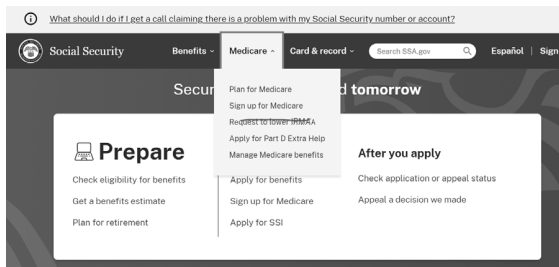 What should I do if I get a call claiming there is a problem with my Social Security number or account?
Social Security
Benefits
Medicare
Card & record
Search SSA.gov
Español
Sign
Secur
d tomorrow
Plan for Medicare
Sign up for Medicare
Request to lower IRMAA
Apply for Part D Extra Help
Manage Medicare benefits
Prepare
Check eligibility for benefits
Get a benefits estimate
Plan for retirement
Apply for benefits
Sign up for Medicare
Apply for SSI
After you apply
Check application or appeal status
Appeal a decision we made